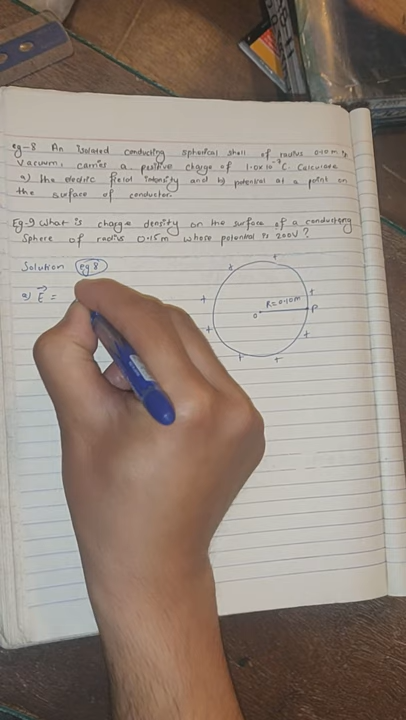 eg-8 An isolated conducting spherical shell of radius 0.10m in
vacuum, carries a positive charge of 1.0x10⁻⁷C. Calculate
a) the electric field intensity and b) potential at a point on
the surface of conductor.
Eg-9 What is charge density on the surface of a conducting
sphere of radius 0.15m whose potential is 200V?
Solution eg 8
a) E⃗ =
+ + + + + + + +
R=0.10m
O P